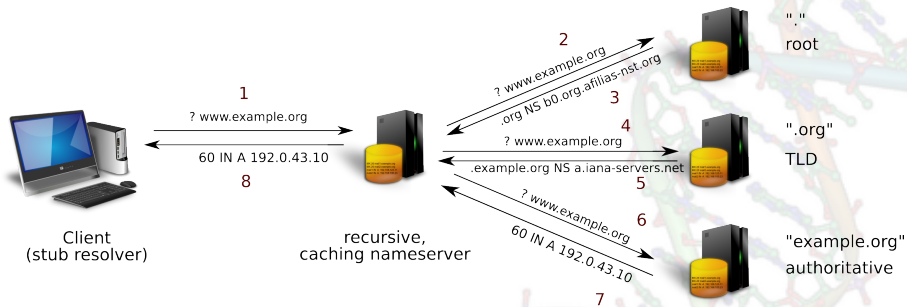 "."
root
2
? www.example.org
.org NS b0.org.afilias-nst.org
3
1
? www.example.org
60 IN A 192.0.43.10
8
4
? www.example.org
.example.org NS a.iana-servers.net
5
".org"
TLD
? www.example.org
6
60 IN A 192.0.43.10
7
"example.org"
authoritative
Client
(stub resolver)
recursive,
caching nameserver